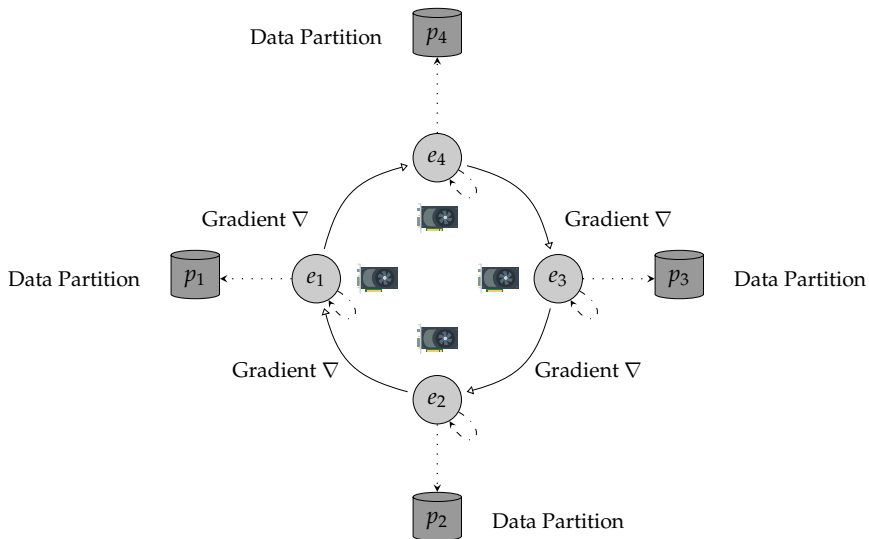 Data Partition
p4
e4
Gradient ∇
Gradient ∇
Data Partition
p1
e1
e3
p3
Data Partition
Gradient ∇
Gradient ∇
e2
p2
Data Partition